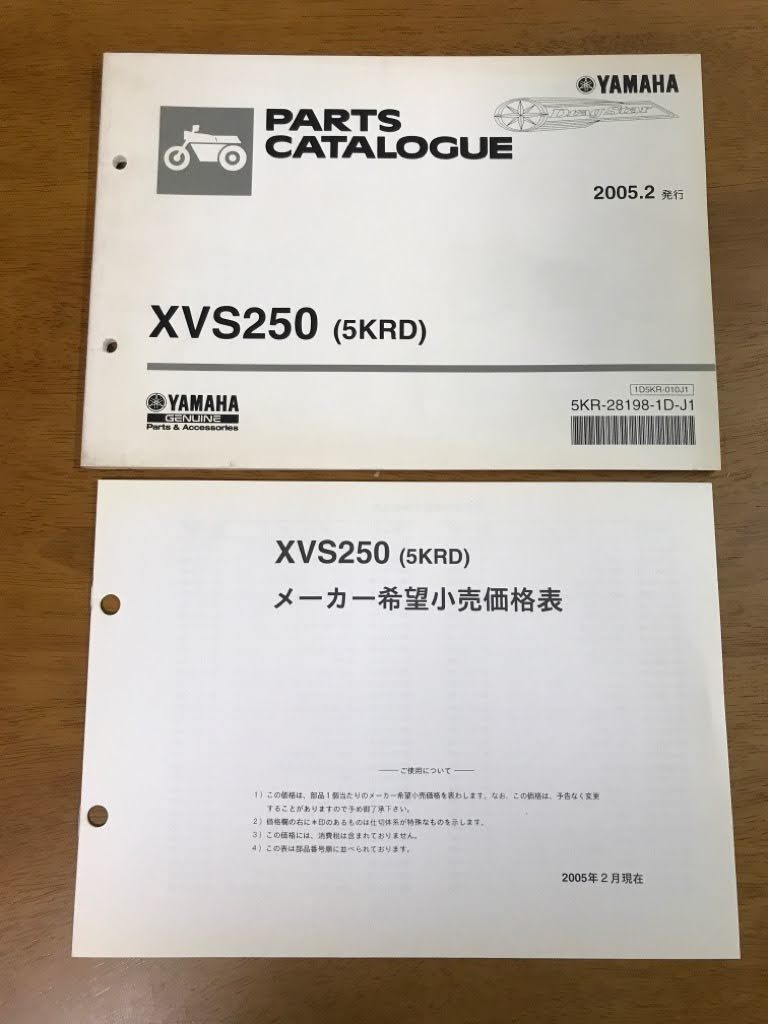 YAMAHA
DragStar
PARTS
CATALOGUE
2005.2 発行
XVS250 (5KRD)
1D5KR-010J1
5KR-28198-1D-J1
YAMAHA
GENUINE
Parts & Accessories
XVS250 (5KRD)
メーカー希望小売価格表
ご使用について
1）この価格は、部品1個当たりのメーカー希望小売価格を表わします。なお、この価格は、予告なく変更
することがありますので予め御了承下さい。
2）価格欄の右に＊印のあるものは仕切体系が特殊なものを示します。
3）この価格には、消費税は含まれておりません。
4）この表は部品番号順に並べられております。
2005年2月現在